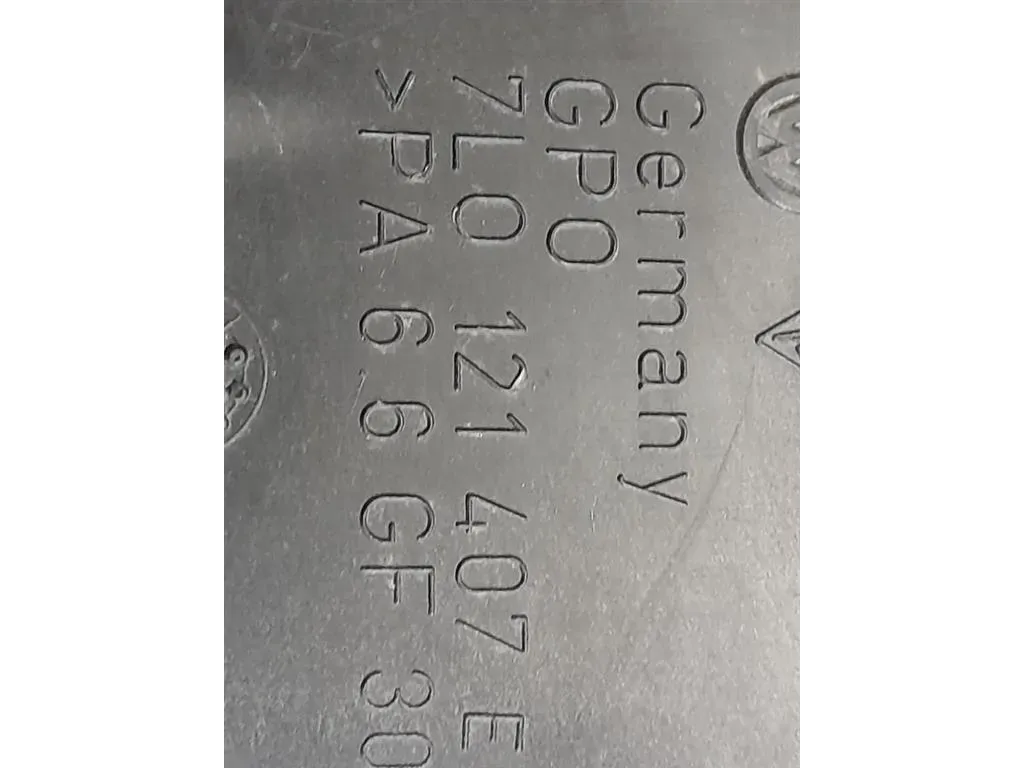 Germany
GPO
7L0 121 407 E
>PA 6.6 GF 30